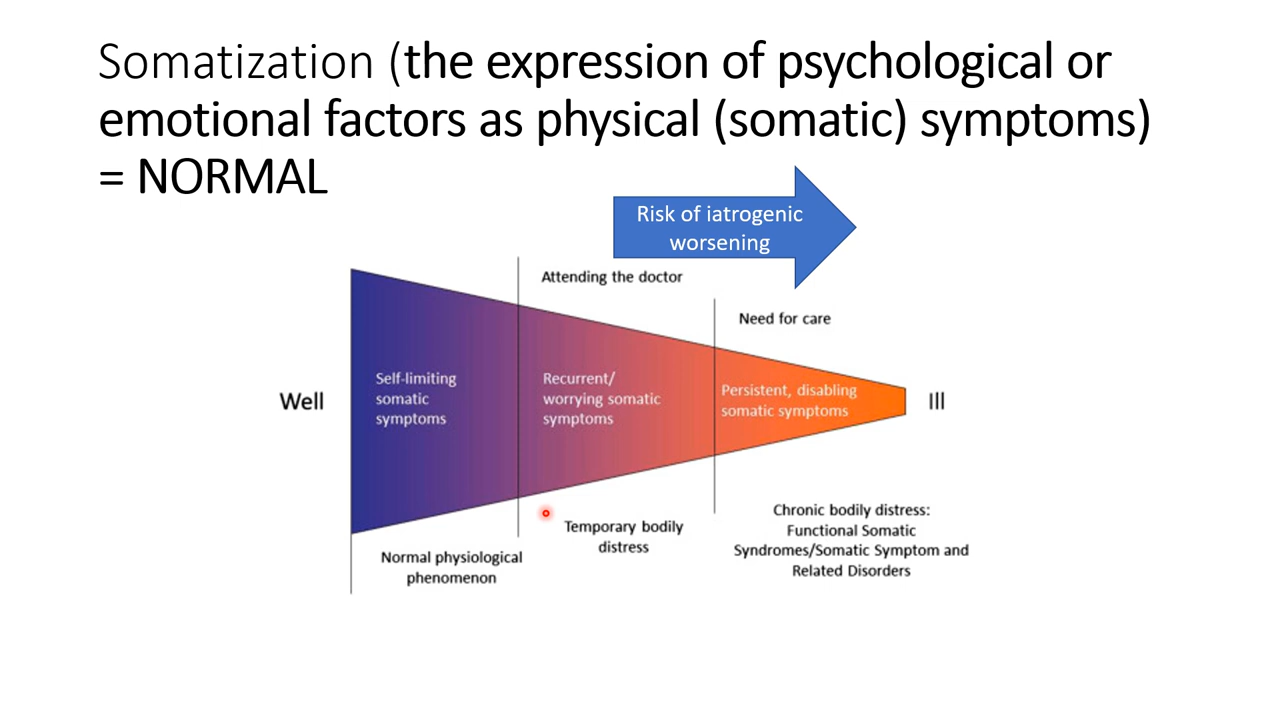 Somatization (the expression of psychological or
emotional factors as physical (somatic) symptoms)
= NORMAL
Risk of iatrogenic
worsening
Attending the doctor
Need for care
Well
Self-limiting
somatic
symptoms
Recurrent/
worrying somatic
symptoms
Persistent, disabling
somatic symptoms
Ill
Normal physiological
phenomenon
Temporary bodily
distress
Chronic bodily distress:
Functional Somatic
Syndromes/Somatic Symptom and
Related Disorders